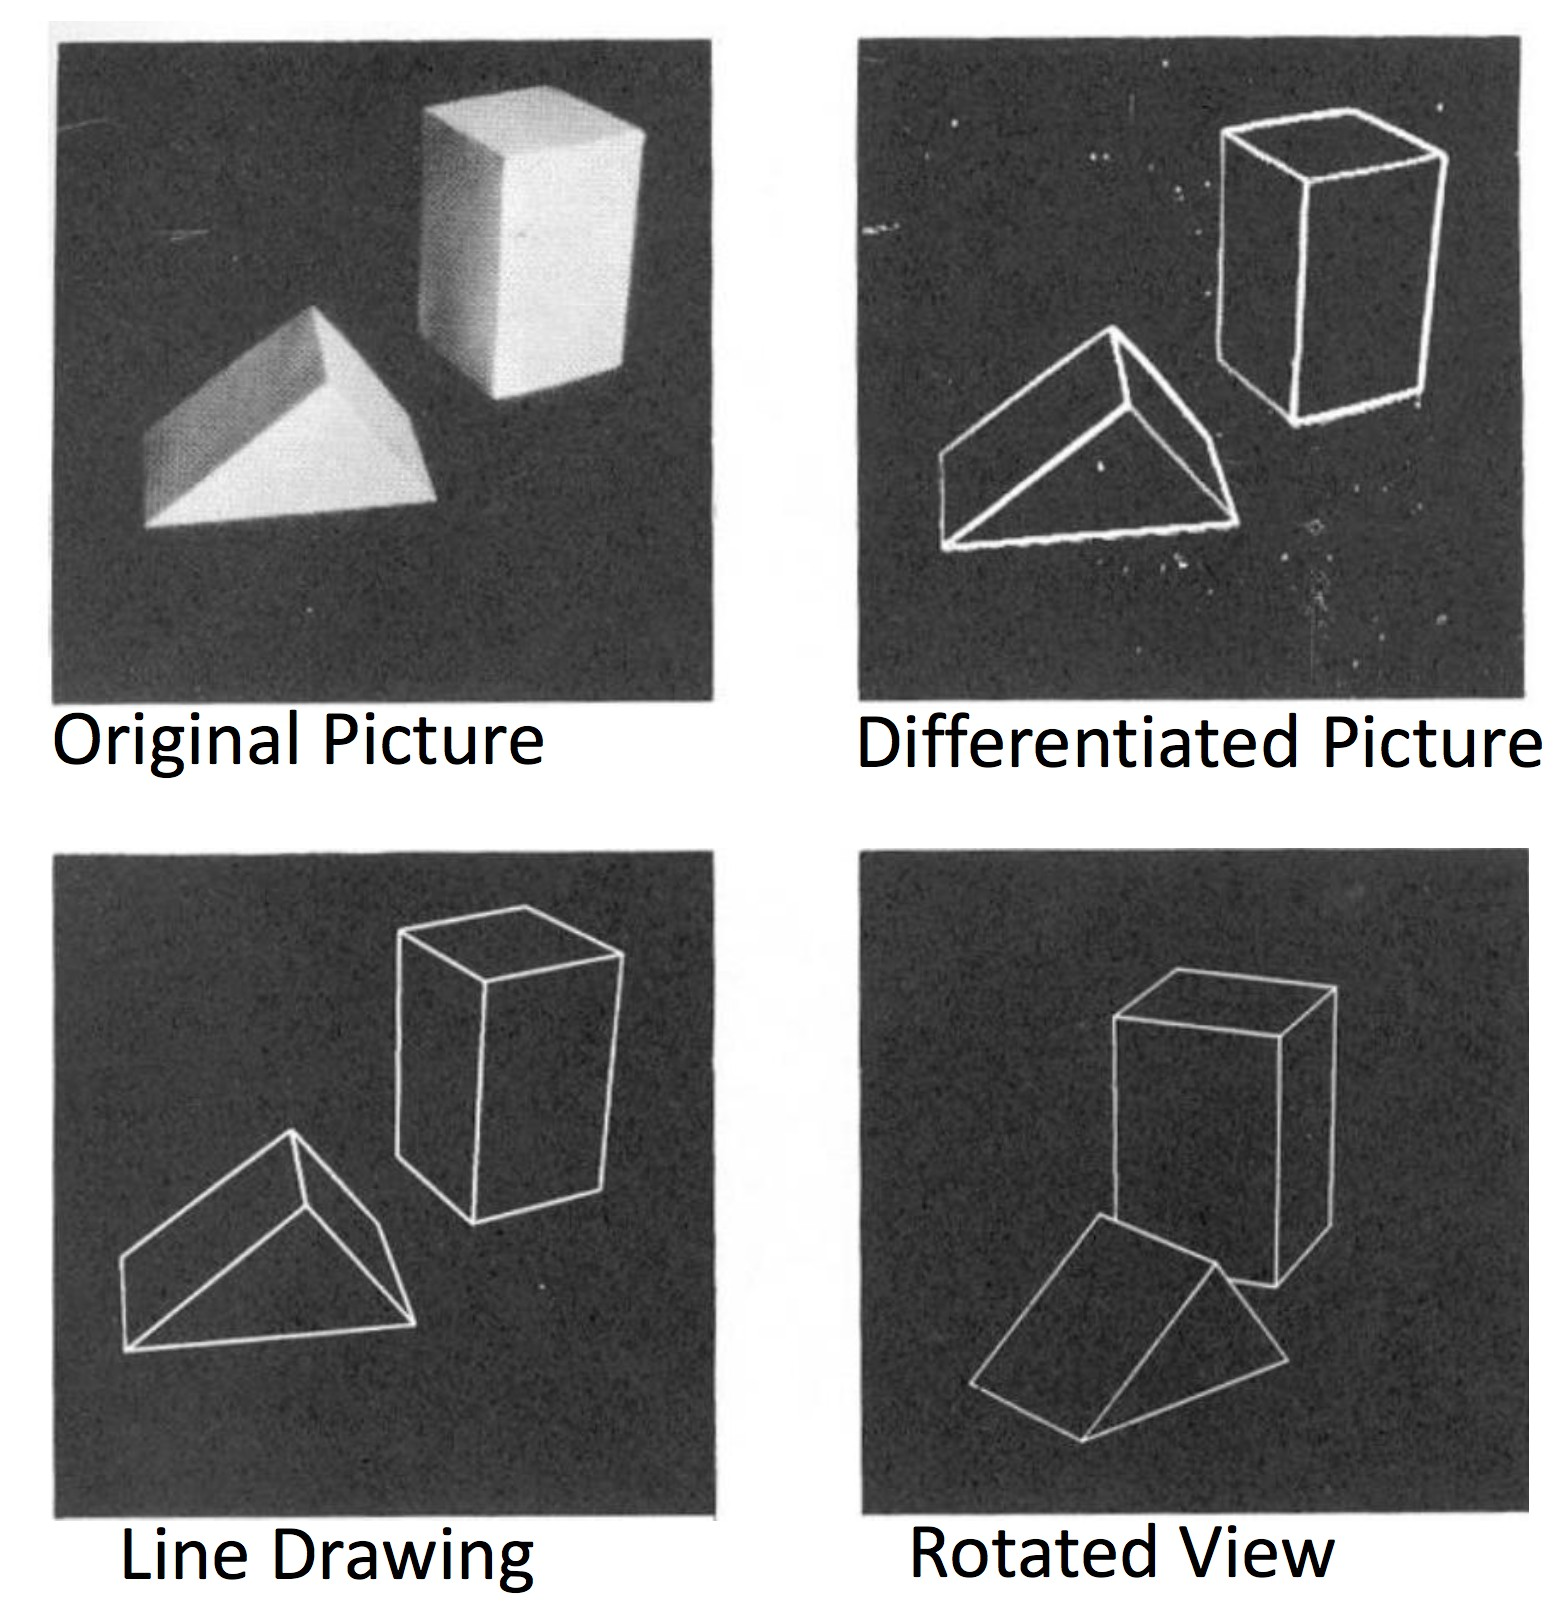 Original Picture
Differentiated Picture
Line Drawing
Rotated View